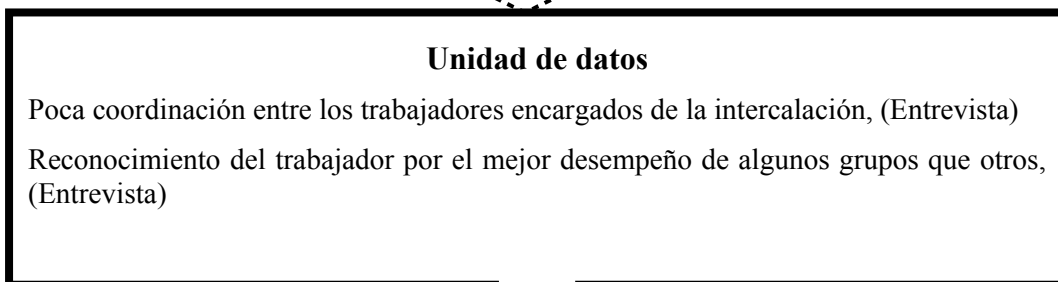 Unidad de datos
Poca coordinación entre los trabajadores encargados de la intercalación, (Entrevista)
Reconocimiento del trabajador por el mejor desempeño de algunos grupos que otros,
(Entrevista)